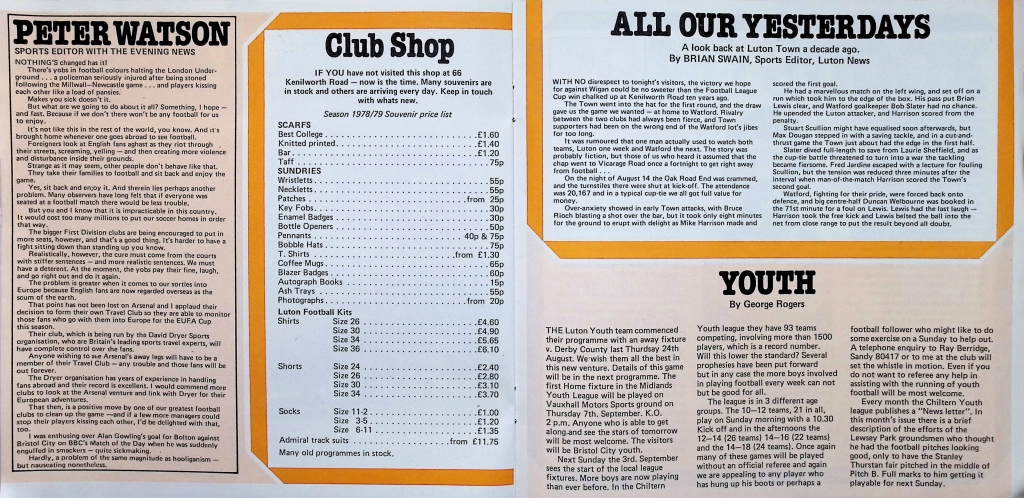 PETER WATSON
SPORTS EDITOR WITH THE EVENING NEWS
NOTHING'S changed has it!
There's yobs in football colours halting the London Under-
ground . . . a policeman seriously injured after being stoned
following the Millwall–Newcastle game . . . and players kissing
each other like a load of pansies.
Makes you sick doesn't it.
But what are we going to do about it all? Something, I hope —
and fast. Because if we don't there won't be any football for us
to enjoy.
It's not like this in the rest of the world, you know. And it's
brought home whenever one goes abroad to see football.
Foreigners look at English fans aghast as they riot through
their streets, screaming, yelling — and then creating more violence
and disturbance inside their grounds.
Strange as it may seem, other people don't behave like that.
They take their families to football and sit back and enjoy the
game.
Yes, sit back and enjoy it. And therein lies perhaps another
problem. Many observers have long felt that if everyone was
seated at a football match there would be less trouble.
But you and I know that it is impracticable in this country.
It would cost too many millions to put our soccer homes in order
that way.
The bigger First Division clubs are being encouraged to put in
more seats, however, and that's a good thing. It's harder to have a
fight sitting down than standing up you know.
Realistically, however, the cure must come from the courts
with stiffer sentences — and more realistic sentences. We must
have a deterent. At the moment, the yobs pay their fine, laugh,
and go right out and do it again.
The problem is greater when it comes to our sorties into
Europe because English fans are now regarded overseas as the
scum of the earth.
That point has not been lost on Arsenal and I applaud their
decision to form their own Travel Club so they are able to monitor
those fans who go with them into Europe for the EUFA Cup
this season.
Their club, which is being run by the David Dryer Sports
organisation, who are Britain's leading sports travel experts, will
have complete control over the fans.
Anyone wishing to see Arsenal's away legs will have to be a
member of their Travel Club — any trouble and those fans will be
out forever.
The Dryer organisation has years of experience in handling
fans abroad and their record is excellent. I would commend more
clubs to look at the Arsenal venture and link with Dryer for their
European adventures.
That then, is a positive move by one of our greatest football
clubs to clean up the game —and if a few more managers could
stop their players kissing each other, I'd be delighted with that,
too.
I was enthusing over Alan Gowling's goal for Bolton against
Bristol City on BBC's Match of the Day when he was suddenly
engulfed in smackers — quite sickmaking.
Hardly, a problem of the same magnitude as hooliganism —
but nauseating nonetheless.
Club Shop
IF YOU have not visited this shop at 66
Kenilworth Road — now is the time. Many souvenirs are
in stock and others are arriving every day. Keep in touch
with whats new.
Season 1978/79 Souvenir price list
SCARFS
Best College . . . £1.60
Knitted printed . . . £1.40
Bar . . . £1.20
Taff . . . 75p
SUNDRIES
Wristlets . . . 55p
Necklets . . . 55p
Patches . . . from 25p
Key Fobs . . . 30p
Enamel Badges . . . 30p
Bottle Openers . . . 50p
Pennants . . . 40p & 75p
Bobble Hats . . . 75p
T. Shirts . . . from £1.30
Coffee Mugs . . . 65p
Blazer Badges . . . 60p
Autograph Books . . . 15p
Ash Trays . . . 55p
Photographs . . . from 20p
Luton Football Kits
Shirts Size 26 . . . £4.60
Size 30 . . . £4.90
Size 34 . . . £5.65
Size 36 . . . £6.10
Shorts Size 24 . . . £2.40
Size 26 . . . £2.80
Size 30 . . . £3.10
Size 34 . . . £3.70
Socks Size 11-2 . . . £1.00
Size 3-5 . . . £1.20
Size 6-11 . . . £1.35
Admiral track suits . . . from £11.75
Many old programmes in stock.
ALL OUR YESTERDAYS
A look back at Luton Town a decade ago.
By BRIAN SWAIN, Sports Editor, Luton News
WITH NO disrespect to tonight's visitors, the victory we hope
for against Wigan could be no sweeter than the Football League
Cup win chalked up at Kenilworth Road ten years ago.
The Town went into the hat for the first round, and the draw
gave us the game we wanted — at home to Watford. Rivalry
between the two clubs had always been fierce, and Town
supporters had been on the wrong end of the Watford lot's jibes
for too long.
It was rumoured that one man actually used to watch both
teams, Luton one week and Watford the next. The story was
probably fiction, but those of us who heard it assumed that the
chap went to Vicarage Road once a fortnight to get right away
from football . . .
On the night of August 14 the Oak Road End was crammed,
and the turnstiles there were shut at kick-off. The attendance
was 20,167 and in a typical cup-tie we all got full value for
money.
Over-anxiety showed in early Town attacks, with Bruce
Rioch blasting a shot over the bar, but it took only eight minutes
for the ground to erupt with delight as Mike Harrison made and
scored the first goal.
He had a marvellous match on the left wing, and set off on a
run which took him to the edge of the box. His pass put Brian
Lewis clear, and Watford goalkeeper Bob Slater had no chance.
He upended the Luton attacker, and Harrison scored from the
penalty.
Stuart Scullion might have equalised soon afterwards, but
Max Dougan stepped in with a saving tackle, and in a cut-and-
thrust game the Town just about had the edge in the first half.
Slater dived full-length to save from Laurie Sheffield, and as
the cup-tie battle threatened to turn into a war the tackling
became fiersome. Fred Jardine escaped with a lecture for fouling
Scullion, but the tension was reduced three minutes after the
interval when man-of-the-match Harrison scored the Town's
second goal.
Watford, fighting for their pride, were forced back onto
defence, and big centre-half Duncan Welbourne was booked in
the 71st minute for a foul on Lewis. Lewis had the last laugh —
Harrison took the free kick and Lewis belted the ball into the
net from close range to put the result beyond all doubt.
YOUTH
By George Rogers
THE Luton Youth team commenced
their programme with an away fixture
v. Derby County last Thurdsay 24th
August. We wish them all the best in
this new venture. Details of this game
will be in the next programme. The
first Home fixture in the Midlands
Youth League will be played on
Vauxhall Motors Sports ground on
Thursday 7th, September. K.O.
2 p.m. Anyone who is able to get
along and see the stars of tomorrow
will be most welcome. The visitors
will be Bristol City youth.
Next Sunday the 3rd. September
sees the start of the local league
fixtures. More boys are now playing
than ever before. In the Chiltern
Youth league they have 93 teams
competing, involving more than 1500
players, which is a record number.
Will this lower the standard? Several
prophesies have been put forward
but in any case the more boys involved
in playing football every week can not
but be good for all.
The league is in 3 different age
groups. The 10–12 teams, 21 in all,
play on Sunday morning with a 10.30
Kick off and in the afternoons the
12–14 (26 teams) 14–16 (22 teams)
and the 14–18 (24 teams). Once again
many of these games will be played
without an official referee and again
we are appealing to any player who
has hung up his boots or perhaps a
football follower who might like to do
some exercise on a Sunday to help out.
A telephone enquiry to Ray Berridge,
Sandy 80417 or to me at the club will
set the whistle in motion. Even if you
do not want to referee any help in
assisting with the running of youth
football will be most welcome.
Every month the Chiltern Youth
league publishes a "News letter". In
this month's issue there is a brief
description of the efforts of the
Lewsey Park groundsmen who thought
he had the football pitches looking
good, only to have the Stanley
Thurstan fair pitched in the middle of
Pitch B. Full marks to him getting it
playable for next Sunday.